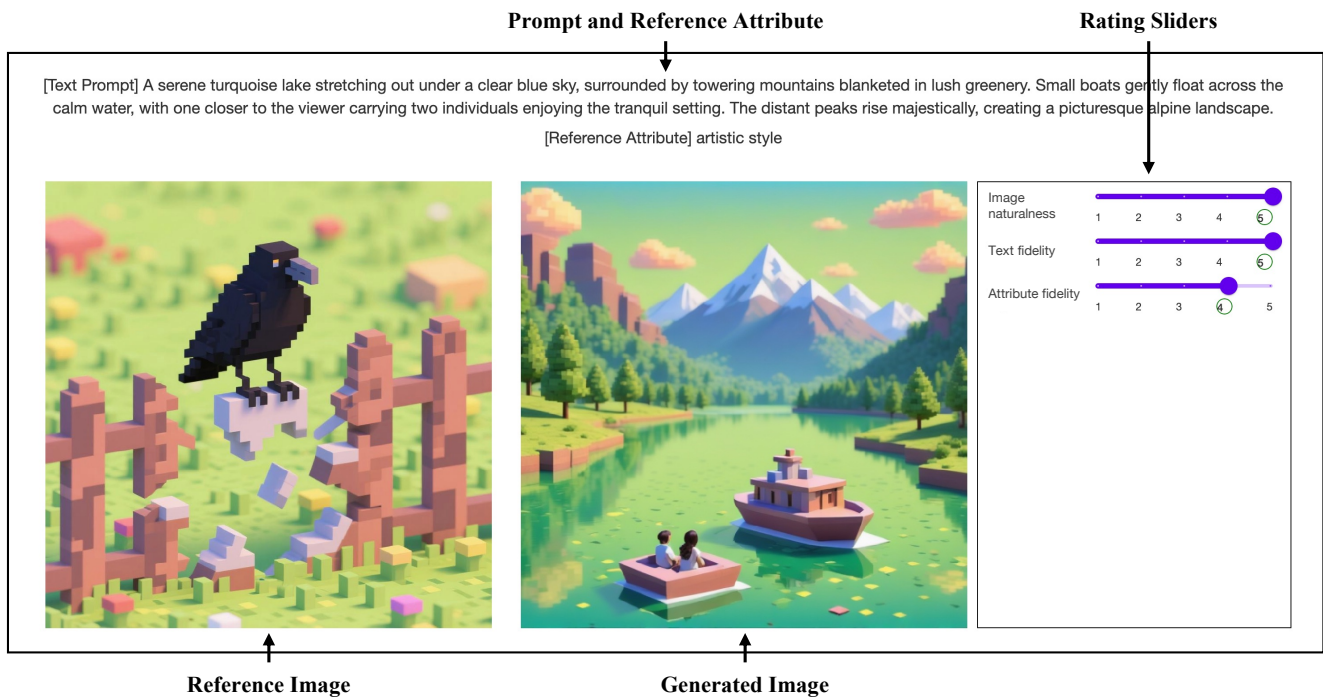 Prompt and Reference Attribute
Rating Sliders
[Text Prompt] A serene turquoise lake stretching out under a clear blue sky, surrounded by towering mountains blanketed in lush greenery. Small boats gently float across the
calm water, with one closer to the viewer carrying two individuals enjoying the tranquil setting. The distant peaks rise majestically, creating a picturesque alpine landscape.
[Reference Attribute] artistic style
Image
naturalness
1 2 3 4 5
Text fidelity
1 2 3 4 5
Attribute fidelity
1 2 3 4 5
Reference Image
Generated Image